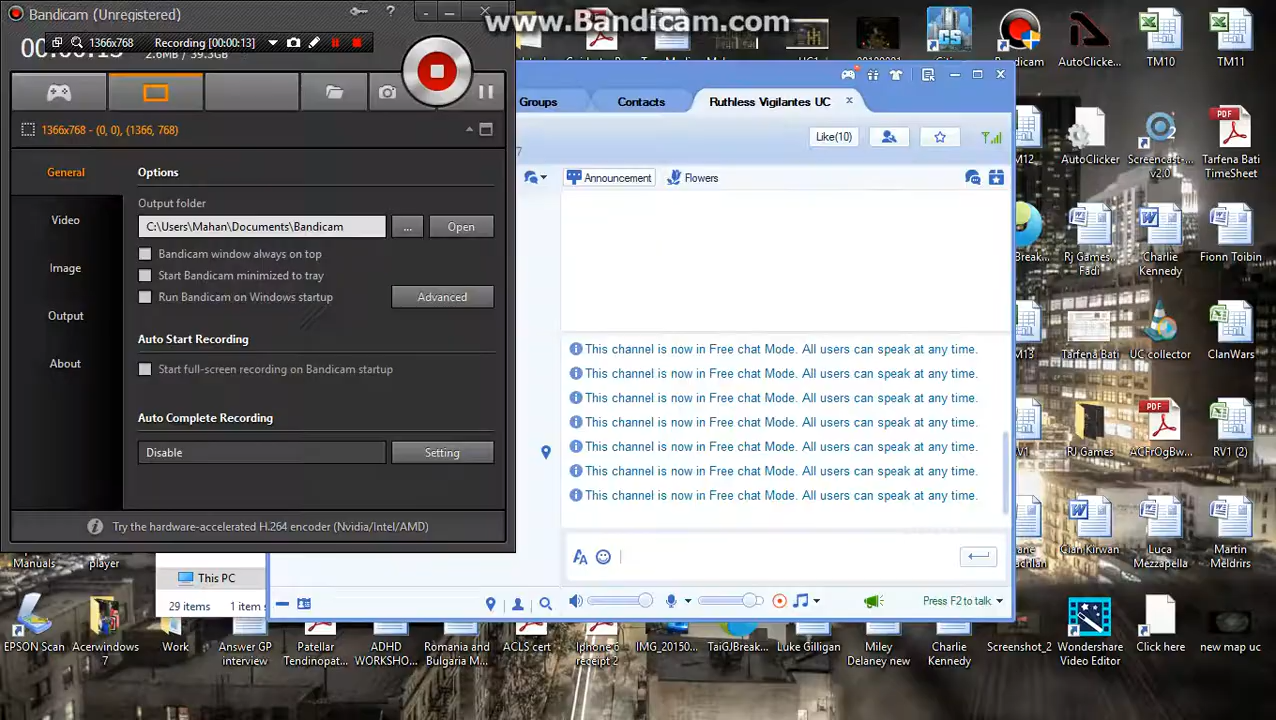 Bandicam (Unregistered)
www.Bandicam.com
1366x768
Recording [00:00:13]
1366x768 - (0, 0), (1366, 768)
General
Video
Image
Output
About
Options
Output folder
C:\Users\Mahan\Documents\Bandicam
...
Open
Bandicam window always on top
Start Bandicam minimized to tray
Run Bandicam on Windows startup
Advanced
Auto Start Recording
Start full-screen recording on Bandicam startup
Auto Complete Recording
Disable
Setting
Try the hardware-accelerated H.264 encoder (Nvidia/Intel/AMD)
Groups
Contacts
Ruthless Vigilantes UC
Like(10)
Announcement
Flowers
This channel is now in Free chat Mode. All users can speak at any time.
This channel is now in Free chat Mode. All users can speak at any time.
This channel is now in Free chat Mode. All users can speak at any time.
This channel is now in Free chat Mode. All users can speak at any time.
This channel is now in Free chat Mode. All users can speak at any time.
This channel is now in Free chat Mode. All users can speak at any time.
This channel is now in Free chat Mode. All users can speak at any time.
Press F2 to talk
Bandicam
AutoClicke...
TM10
TM11
AutoClicker
Screencast-...
v2.0
Tarfena Bati
TimeSheet
Rj Games..
Fadi
Charlie
Kennedy
Fionn Toibin
Tarfena Bati
UC collector
ClanWars
RJ Games
ACFrOgBw...
RV1 (2)
Cian Kirwan
Luca
Mezzapella
Martin
Meldrirs
Manuals
player
This PC
29 items
EPSON Scan
Acerwindows
7
Work
Answer GP
interview
Patellar
Tendinopat...
ADHD
WORKSHO...
Romania and
Bulgaria M...
ACLS cert
Iphone 6
receipt 2
IMG_20150...
TaiGJBreak...
Luke Gilligan
Miley
Delaney new
Charlie
Kennedy
Screenshot_2
Wondershare
Video Editor
Click here
new map uc